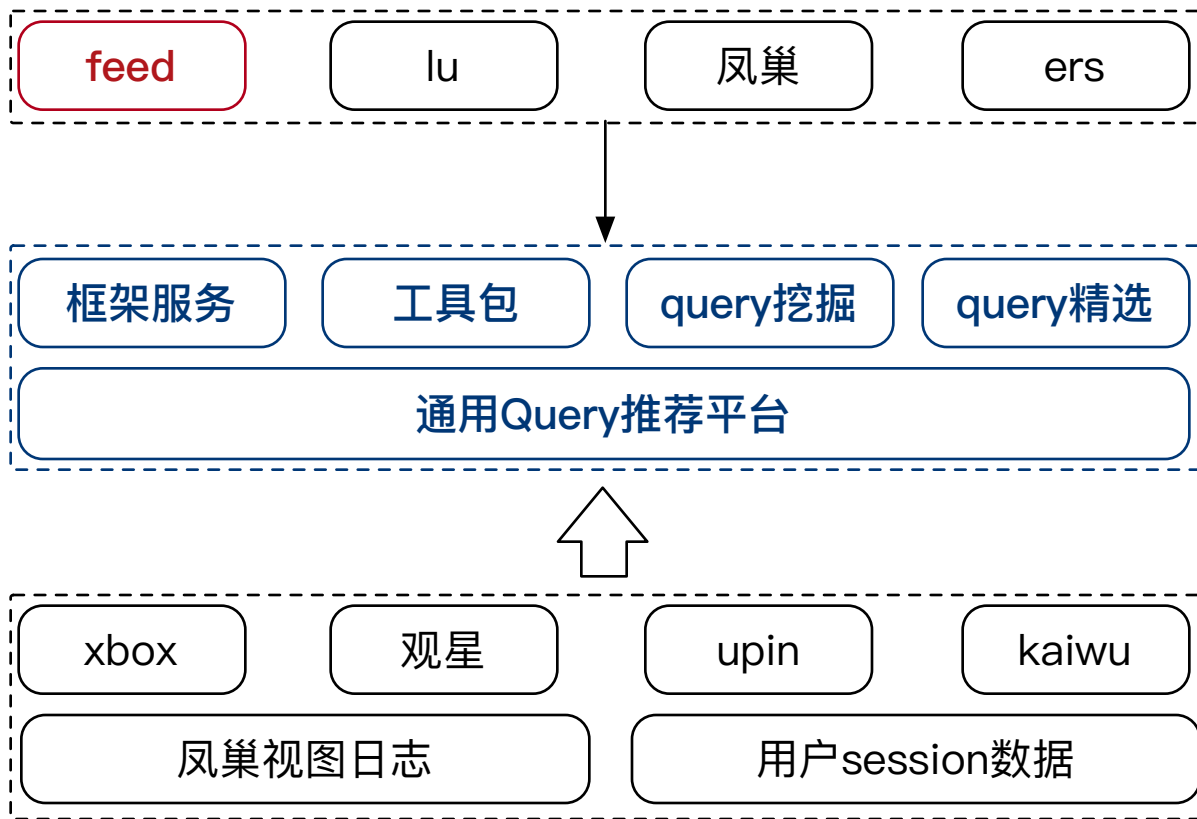 feed
lu
凤巢
ers
框架服务
工具包
query挖掘
query精选
通用Query推荐平台
xbox
观星
upin
kaiwu
凤巢视图日志
用户session数据